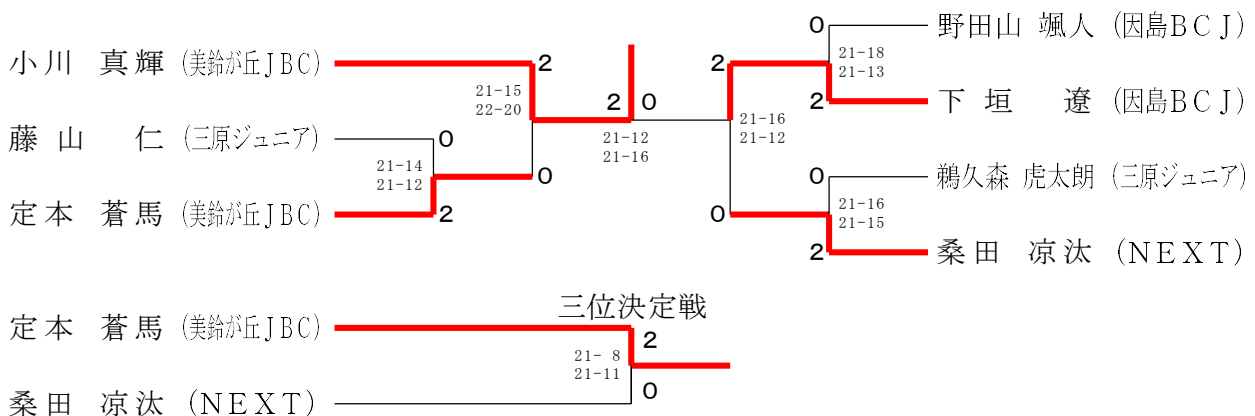 小川 真輝 (美鈴が丘JBC)
2
21-15
22-20
藤山 仁 (三原ジュニア)
0
21-14
21-12
0
定本 蒼馬 (美鈴が丘JBC)
2
2 0
21-12
21-16
0 野田山 颯人 (因島BCJ)
21-18
21-13
2
2 下垣 遼 (因島BCJ)
21-16
21-12
0 鵜久森 虎太朗 (三原ジュニア)
21-16
21-15
0
2 桑田 凉汰 (NEXT)
三位決定戦
定本 蒼馬 (美鈴が丘JBC)
2
21- 8
21-11
0
桑田 凉汰 (NEXT)